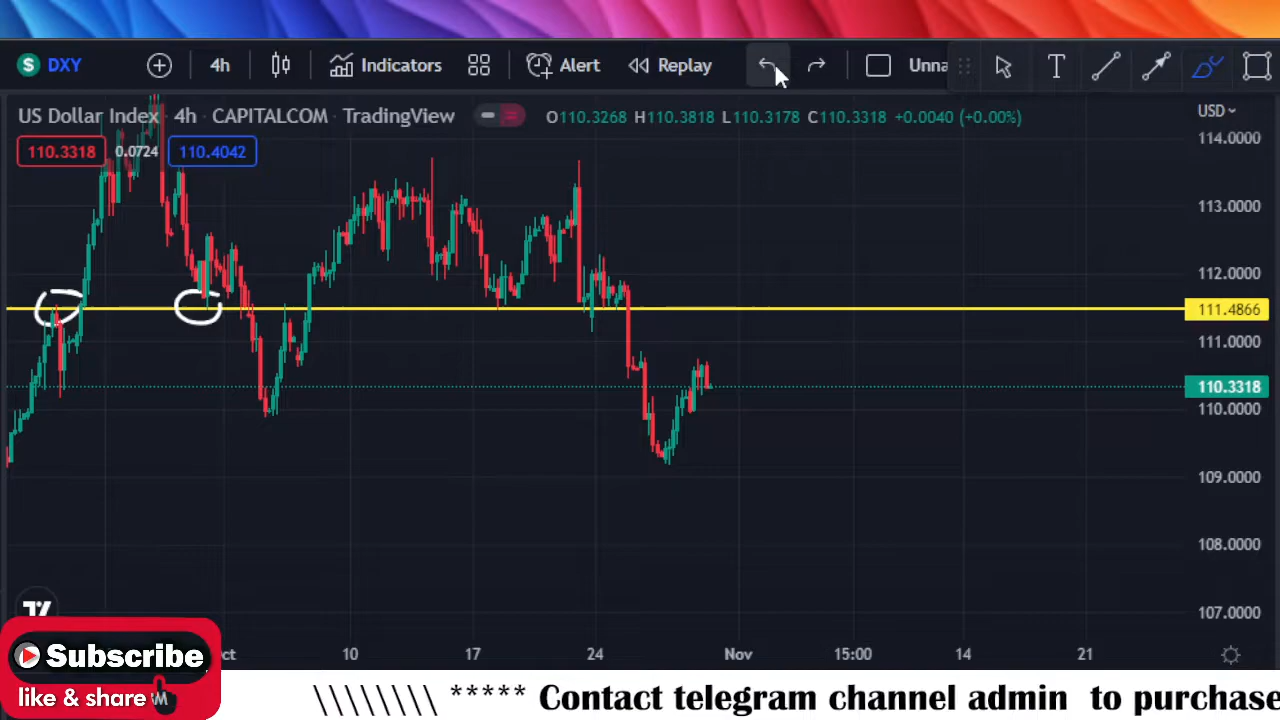 S DXY 4h Indicators Alert Replay Unna T
US Dollar Index · 4h · CAPITALCOM · TradingView O110.3268 H110.3818 L110.3178 C110.3318 +0.0040 (+0.00%) USD
110.3318 0.0724 110.4042
114.0000
113.0000
112.0000
111.4866
111.0000
110.3318
110.0000
109.0000
108.0000
107.0000
ct 10 17 24 Nov 15:00 14 21
Subscribe
like & share M
\\\\\\\\ ***** Contact telegram channel admin to purchase